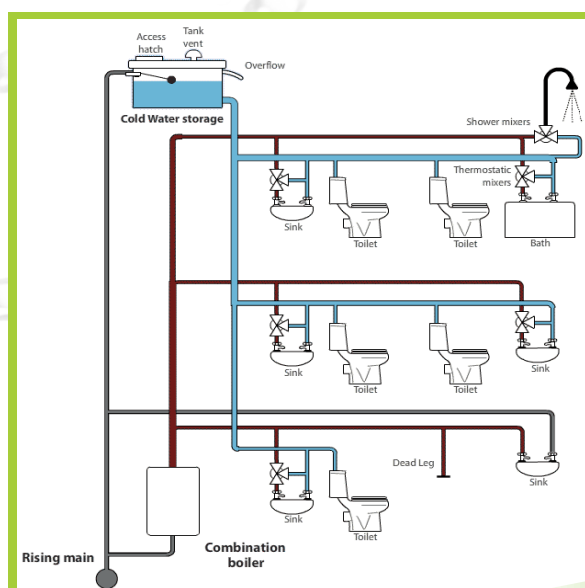 Access
hatch
Tank
vent
Overflow
Cold Water storage
Shower mixers
Thermostatic
mixers
Sink
Toilet
Toilet
Bath
Sink
Toilet
Toilet
Sink
Dead Leg
Sink
Sink
Toilet
Rising main
Combination
boiler